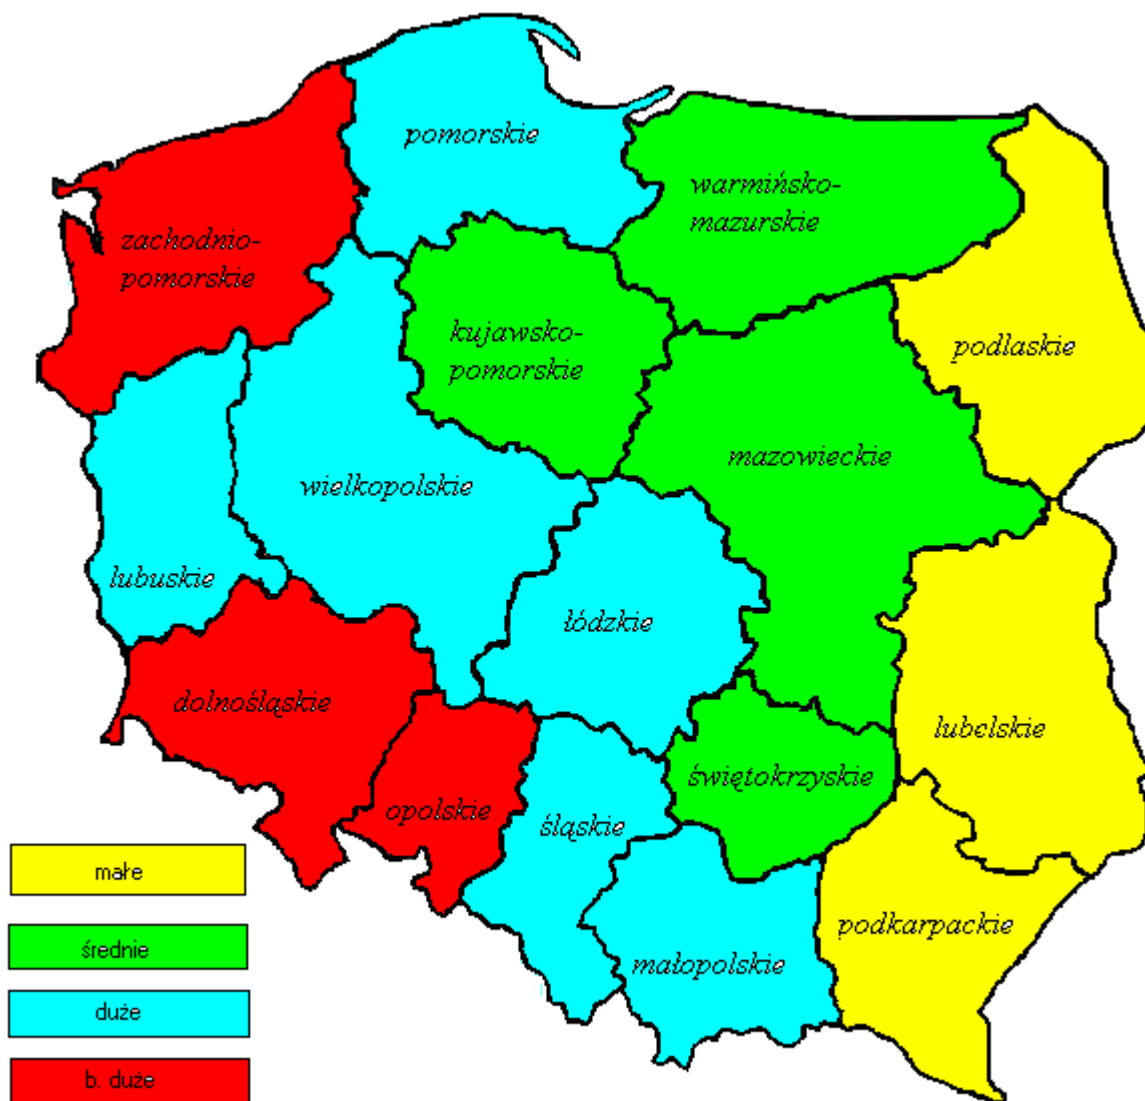 pomorskie
warmińsko-
mazurskie
zachodnio-
pomorskie
kujawsko-
pomorskie
podlaskie
mazowieckie
wielkopolskie
lubuskie
łódzkie
dolnośląskie
lubelskie
świętokrzyskie
opolskie
śląskie
podkarpackie
małopolskie
małe
średnie
duże
b. duże